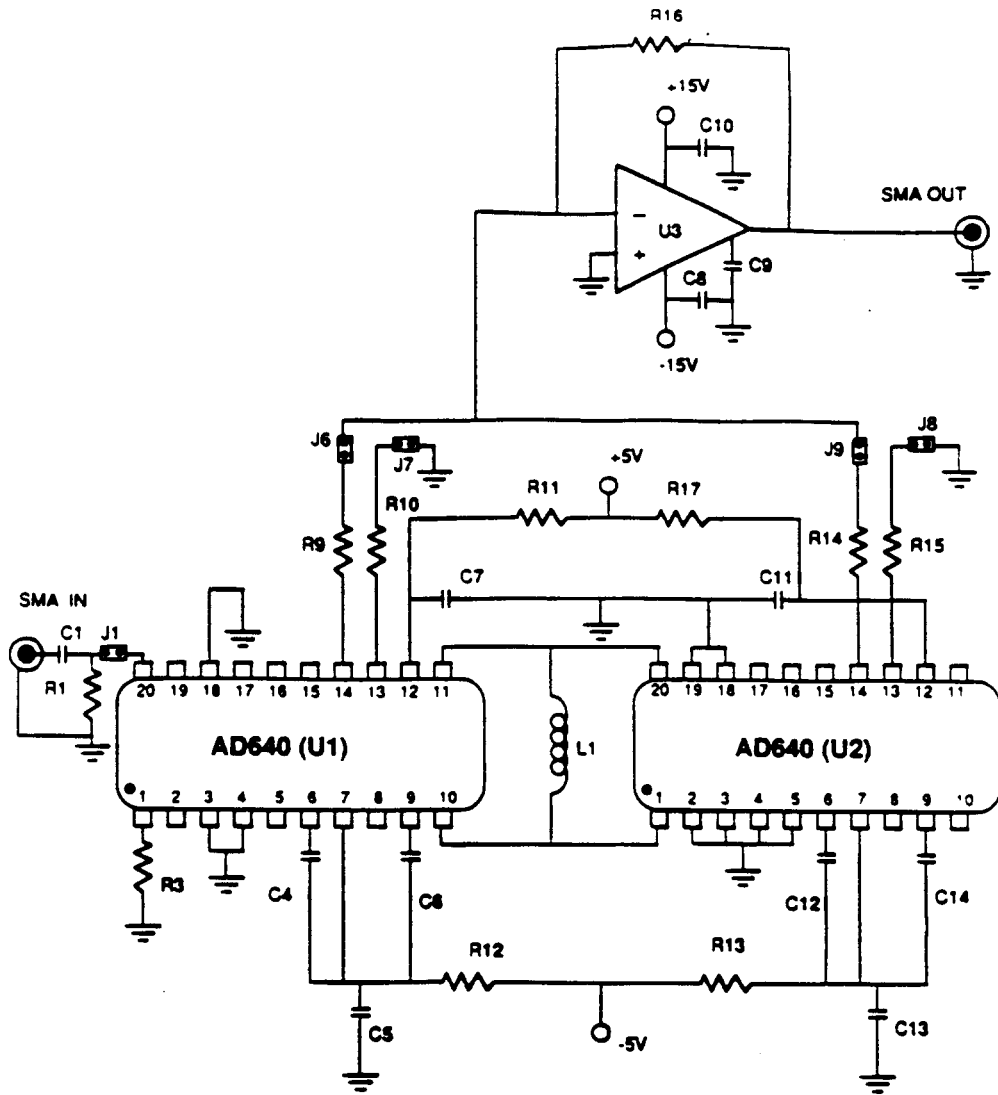 R16
+15V
C10
SMA OUT
−
U3
+
C9
C8
-15V
J6
J7
+5V
J9
J8
R11
R17
R10
R9
R14
R15
C7
C11
SMA IN
C1
J1
R1
20 19 18 17 16 15 14 13 12 11
20 19 18 17 16 15 14 13 12 11
AD640 (U1)
L1
AD640 (U2)
1 2 3 4 5 6 7 8 9 10
1 2 3 4 5 6 7 8 9 10
R3
C4
C6
C12
C14
R12
R13
C5
-5V
C13